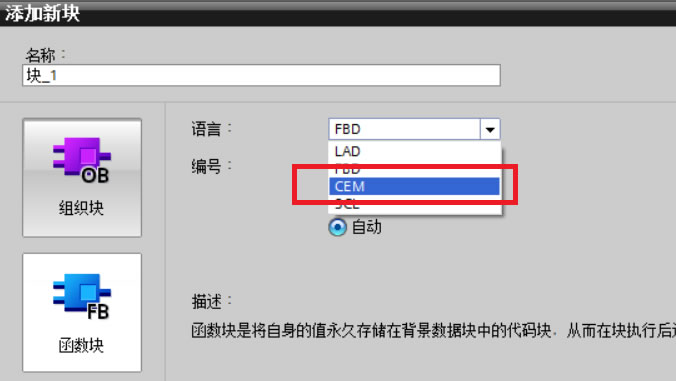 添加新块
名称：
块_1
语言：
FBD
LAD
FBD
CEM
SCL
编号：
自动
OB
组织块
FB
函数块
描述：
函数块是将自身的值永久存储在背景数据块中的代码块，从而在块执行后